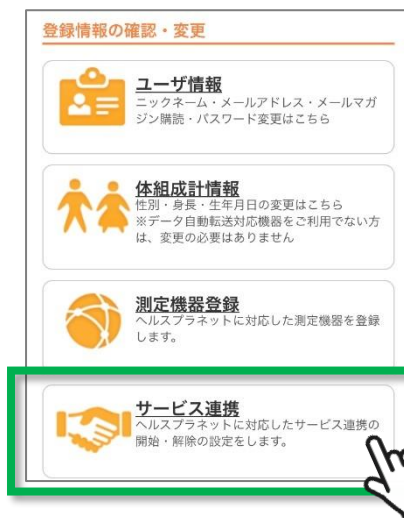 登録情報の確認・変更
ユーザ情報
ニックネーム・メールアドレス・メールマガ
ジン購読・パスワード変更はこちら
体組成計情報
性別・身長・生年月日の変更はこちら
※データ自動転送対応機器をご利用でない方
は、変更の必要はありません
測定機器登録
ヘルスプラネットに対応した測定機器を登録
します。
サービス連携
ヘルスプラネットに対応したサービス連携の
開始・解除の設定をします。